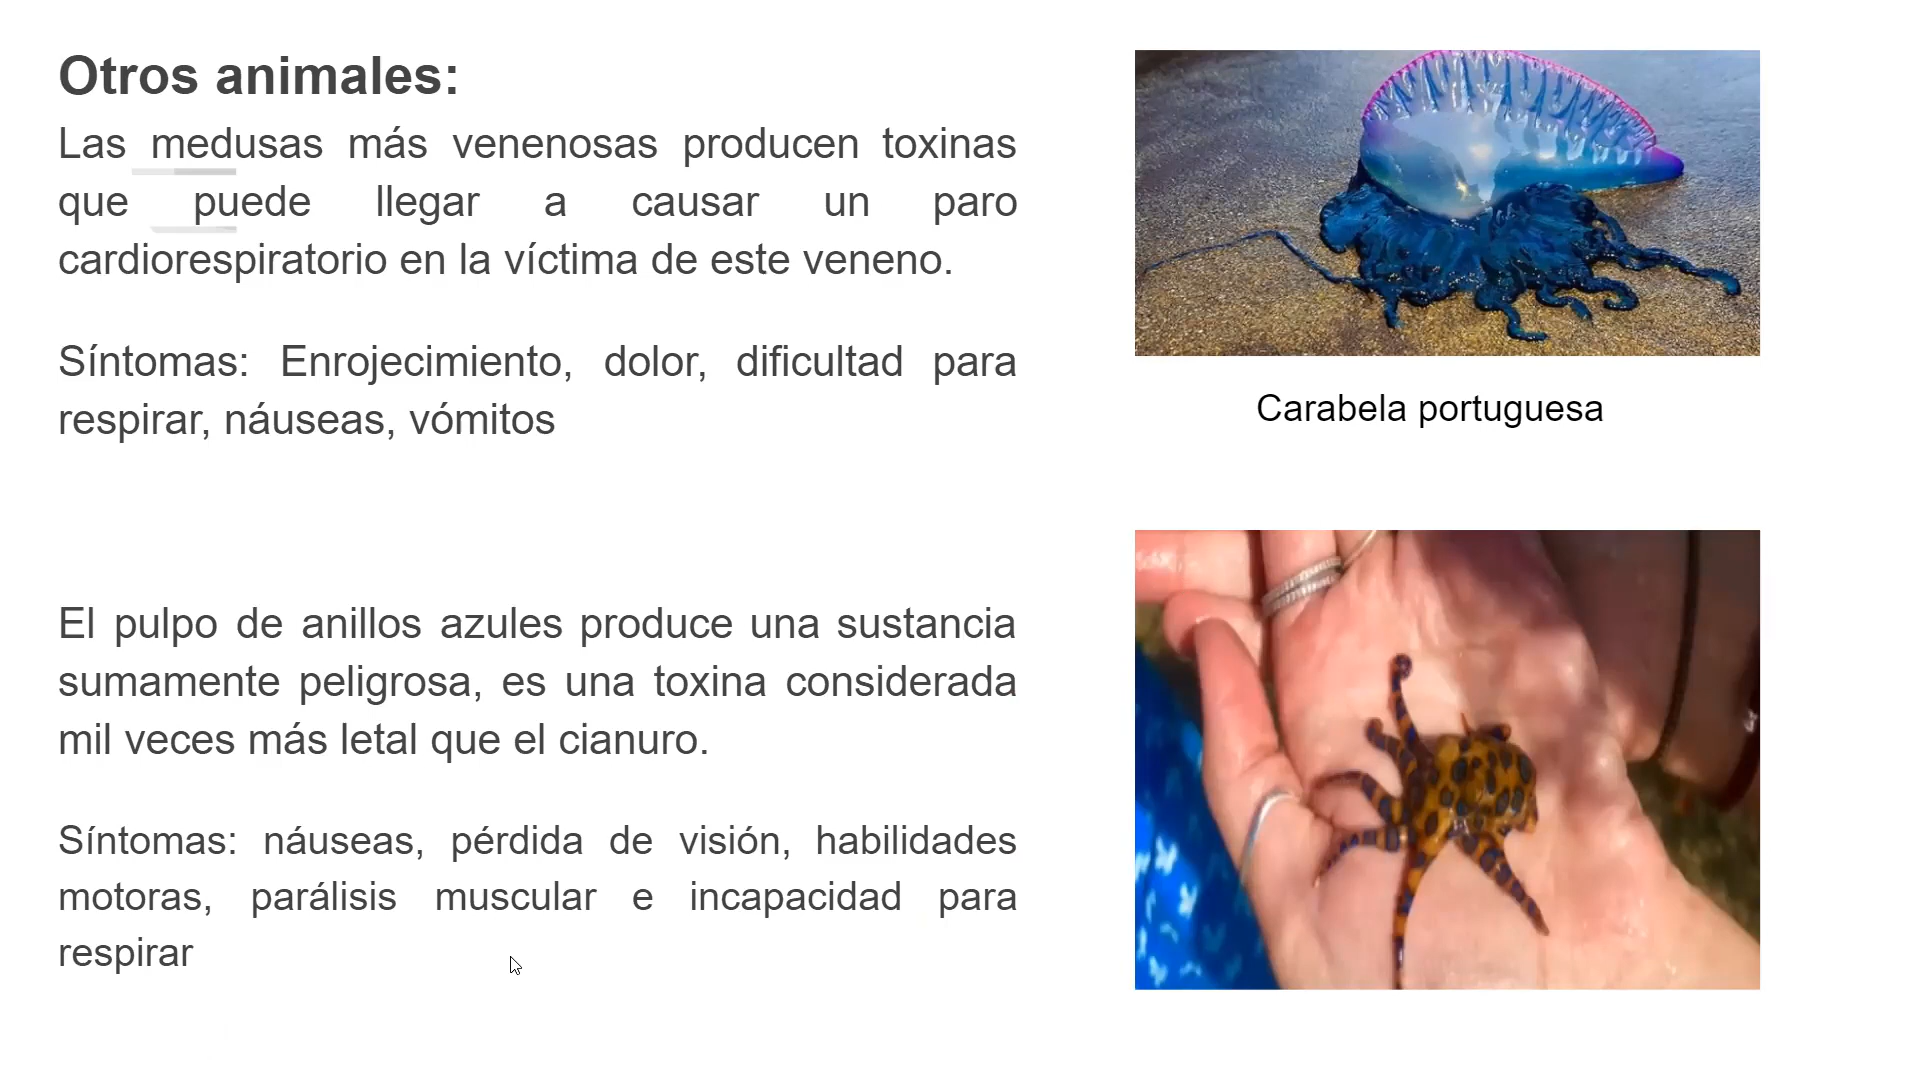 Otros animales:
Las medusas más venenosas producen toxinas
que puede llegar a causar un paro
cardiorespiratorio en la víctima de este veneno.
Síntomas: Enrojecimiento, dolor, dificultad para
respirar, náuseas, vómitos
Carabela portuguesa
El pulpo de anillos azules produce una sustancia
sumamente peligrosa, es una toxina considerada
mil veces más letal que el cianuro.
Síntomas: náuseas, pérdida de visión, habilidades
motoras, parálisis muscular e incapacidad para
respirar